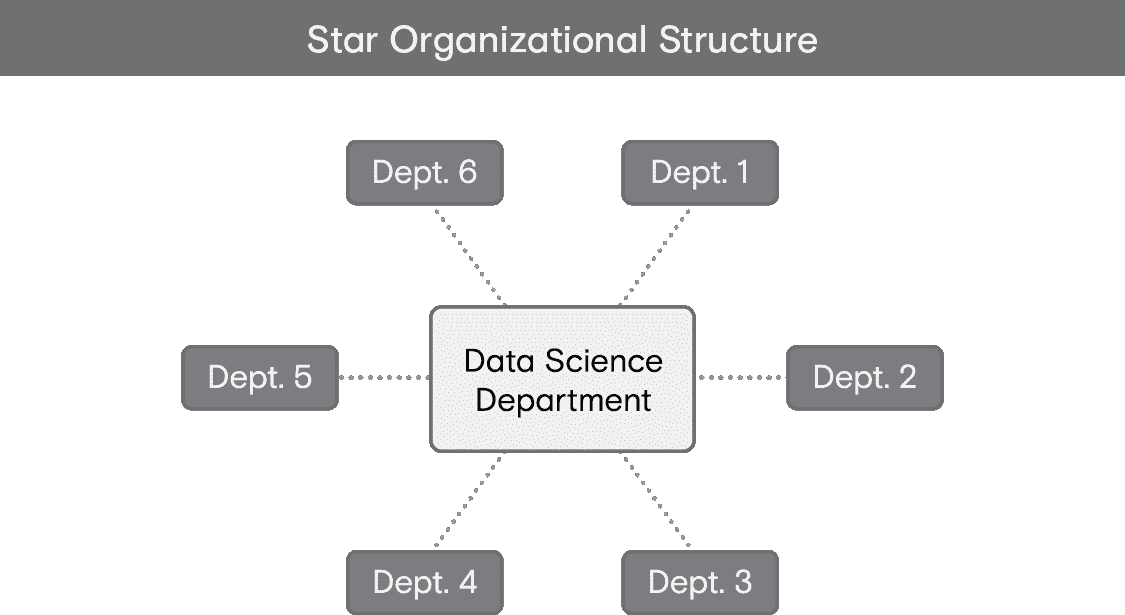 Star Organizational Structure
Dept. 6
Dept. 1
Data Science
Department
Dept. 5
Dept. 2
Dept. 4
Dept. 3